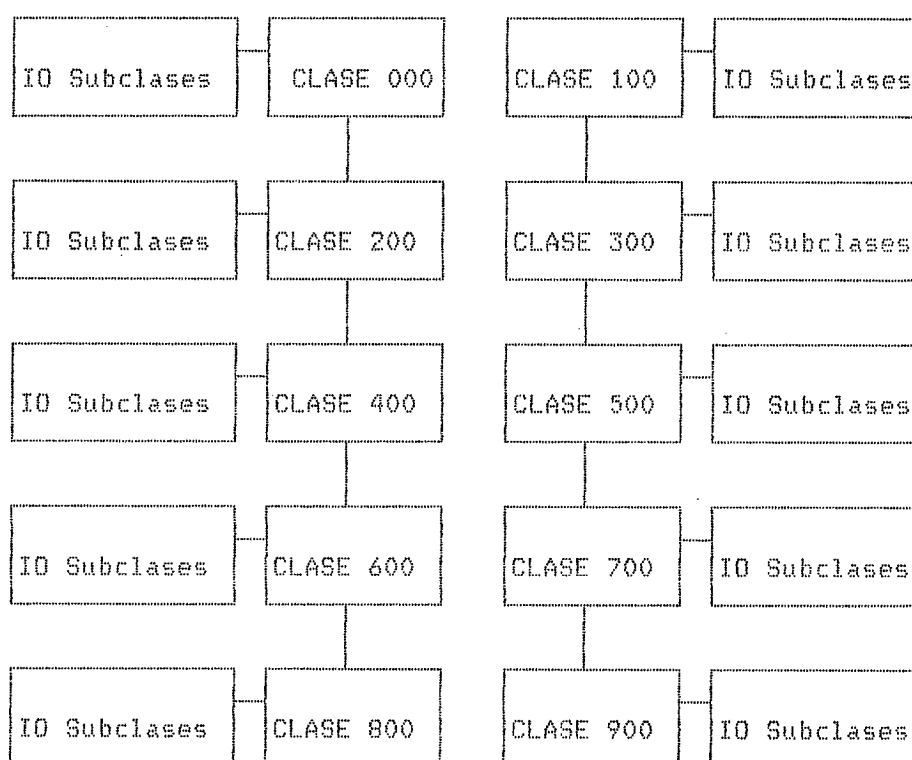 IO Subclases CLASE 000 CLASE 100 IO Subclases
IO Subclases CLASE 200 CLASE 300 IO Subclases
IO Subclases CLASE 400 CLASE 500 IO Subclases
IO Subclases CLASE 600 CLASE 700 IO Subclases
IO Subclases CLASE 800 CLASE 900 IO Subclases